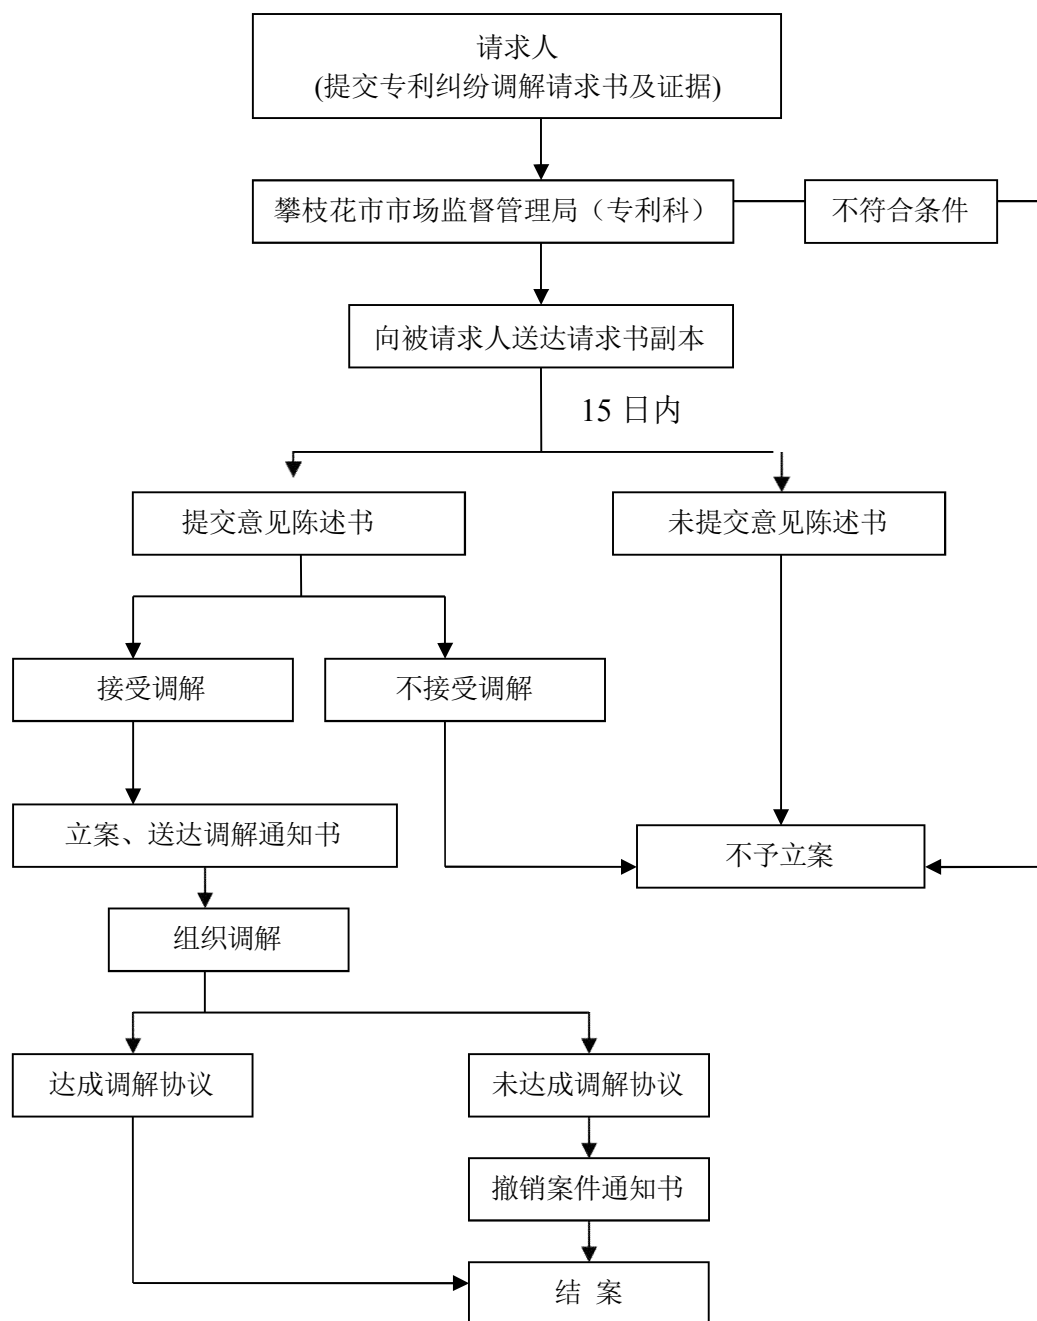 请求人
(提交专利纠纷调解请求书及证据)
攀枝花市市场监督管理局（专利科）
不符合条件
向被请求人送达请求书副本
15 日内
提交意见陈述书
未提交意见陈述书
接受调解
不接受调解
立案、送达调解通知书
不予立案
组织调解
达成调解协议
未达成调解协议
撤销案件通知书
结 案